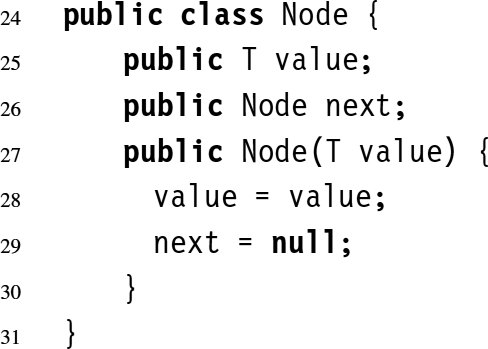 24 public class Node {
25 public T value;
26 public Node next;
27 public Node(T value) {
28 value = value;
29 next = null;
30 }
31 }